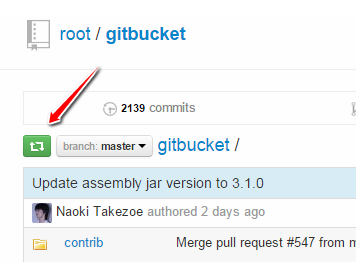 root / gitbucket
2139 commits
branch: master gitbucket /
Update assembly jar version to 3.1.0
Naoki Takezoe authored 2 days ago
contrib Merge pull request #547 from m